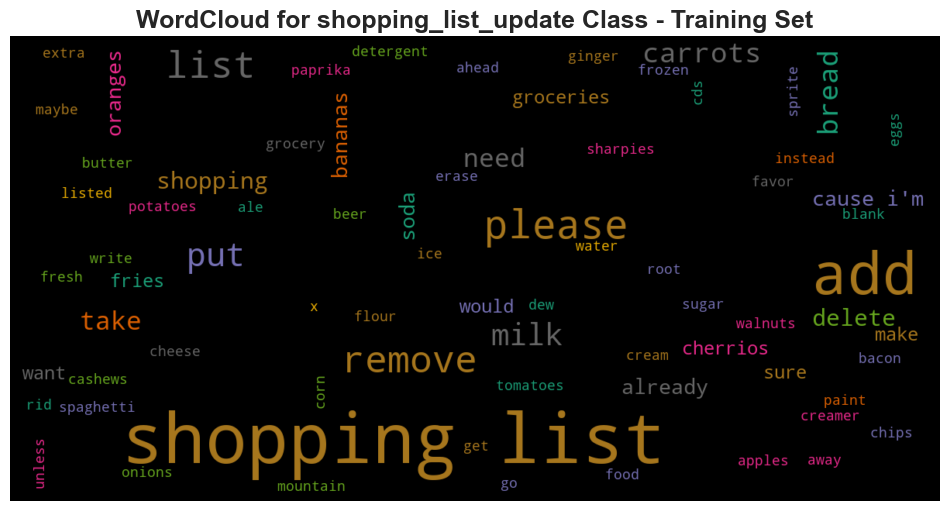 WordCloud for shopping_list_update Class - Training Set
extra
oranges
list
paprika
detergent
ahead
ginger
frozen
carrots
cds
sprite
bread
eggs
maybe
bananas
groceries
grocery
need
sharpies
instead
butter
shopping
erase
favor
listed
potatoes
ale
beer
soda
please
cause i'm
blank
write
put
ice
water
root
add
fresh
fries
take
x
flour
would
dew
sugar
walnuts
delete
make
cheese
remove
milk
cream
cherrios
bacon
want
cashews
corn
tomatoes
already
sure
rid
spaghetti
shopping list
get
paint
creamer
chips
unless
onions
mountain
go
food
apples
away